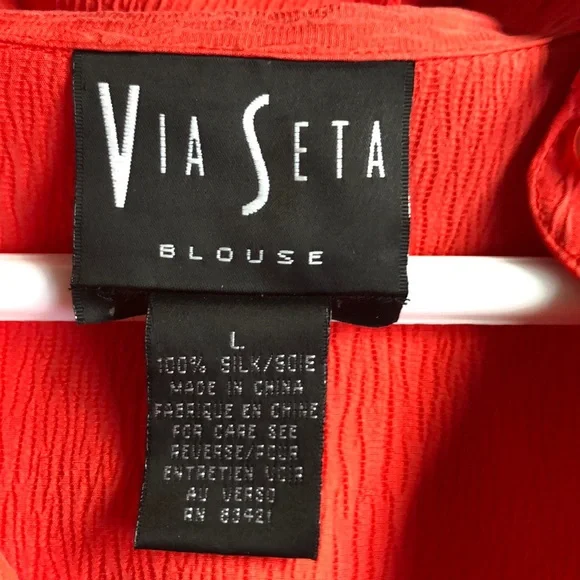 VIA SETA
BLOUSE
L
100% SILK/SOIE
MADE IN CHINA
FABRIQUE EN CHINE
FOR CARE SEE
REVERSE/POUR
ENTRETIEN VOIR
AU VERSO
RN 83421